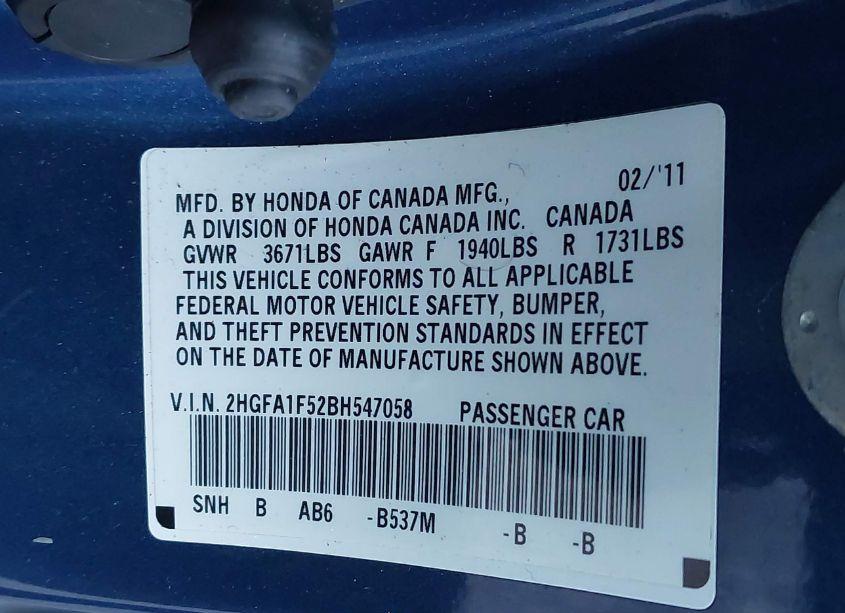 02/'11
MFD. BY HONDA OF CANADA MFG.,
A DIVISION OF HONDA CANADA INC. CANADA
GVWR 3671LBS GAWR F 1940LBS R 1731LBS
THIS VEHICLE CONFORMS TO ALL APPLICABLE
FEDERAL MOTOR VEHICLE SAFETY, BUMPER,
AND THEFT PREVENTION STANDARDS IN EFFECT
ON THE DATE OF MANUFACTURE SHOWN ABOVE.
V.I.N. 2HGFA1F52BH547058 PASSENGER CAR
SNH B AB6 -B537M -B -B